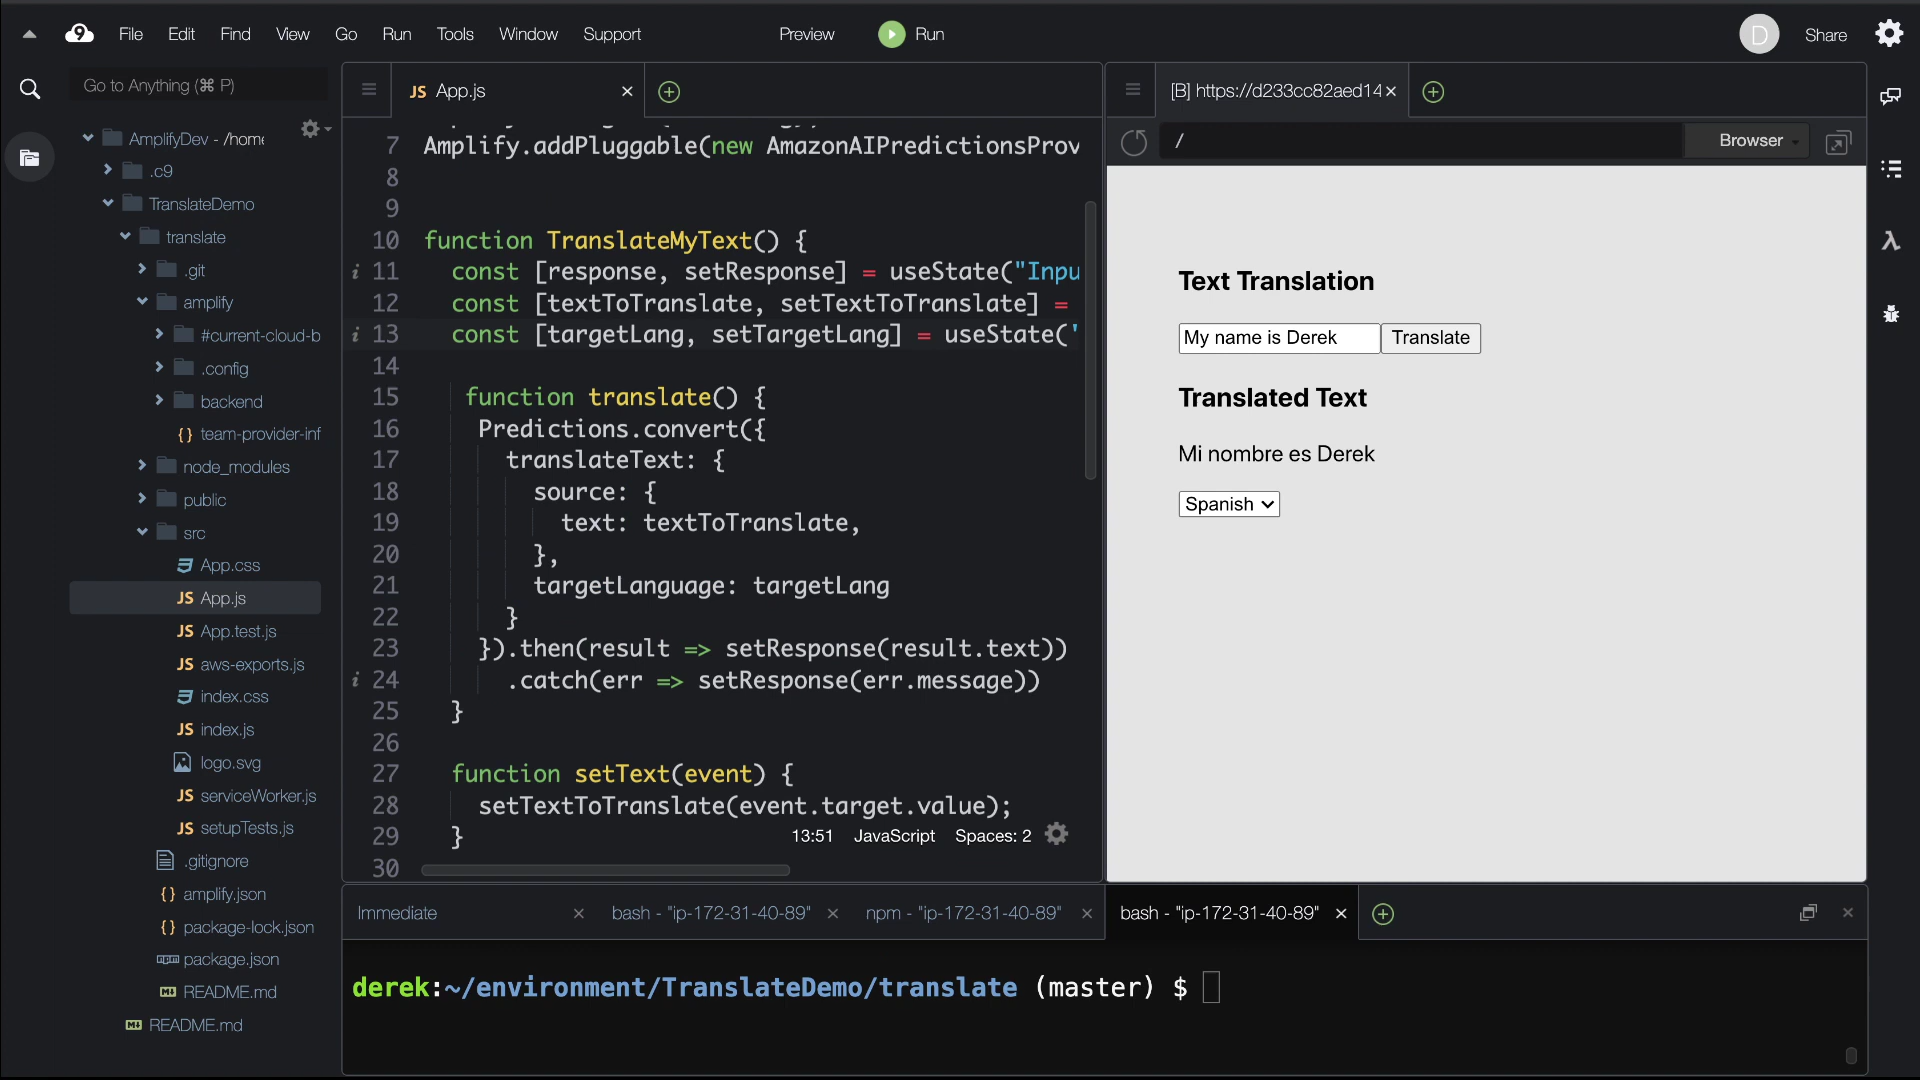 File Edit Find View Go Run Tools Window Support Preview Run D Share
Go to Anything (⌘ P)
AmplifyDev - /home
.c9
TranslateDemo
translate
.git
amplify
#current-cloud-b
.config
backend
{} team-provider-inf
node_modules
public
src
App.css
JS App.js
JS App.test.js
JS aws-exports.js
index.css
JS index.js
logo.svg
JS serviceWorker.js
JS setupTests.js
.gitignore
{} amplify.json
{} package-lock.json
package.json
README.md
README.md
JS App.js
7 Amplify.addPluggable(new AmazonAIPredictionsProv
8
9
10 function TranslateMyText() {
11 const [response, setResponse] = useState("Inpu
12 const [textToTranslate, setTextToTranslate] =
13 const [targetLang, setTargetLang] = useState('
14
15 function translate() {
16 Predictions.convert({
17 translateText: {
18 source: {
19 text: textToTranslate,
20 },
21 targetLanguage: targetLang
22 }
23 }).then(result => setResponse(result.text))
24 .catch(err => setResponse(err.message))
25 }
26
27 function setText(event) {
28 setTextToTranslate(event.target.value);
29 }
30
13:51 JavaScript Spaces: 2
[B] https://d233cc82aed14
/ Browser
Text Translation
My name is Derek Translate
Translated Text
Mi nombre es Derek
Spanish
Immediate bash - "ip-172-31-40-89" npm - "ip-172-31-40-89" bash - "ip-172-31-40-89"
derek:~/environment/TranslateDemo/translate (master) $